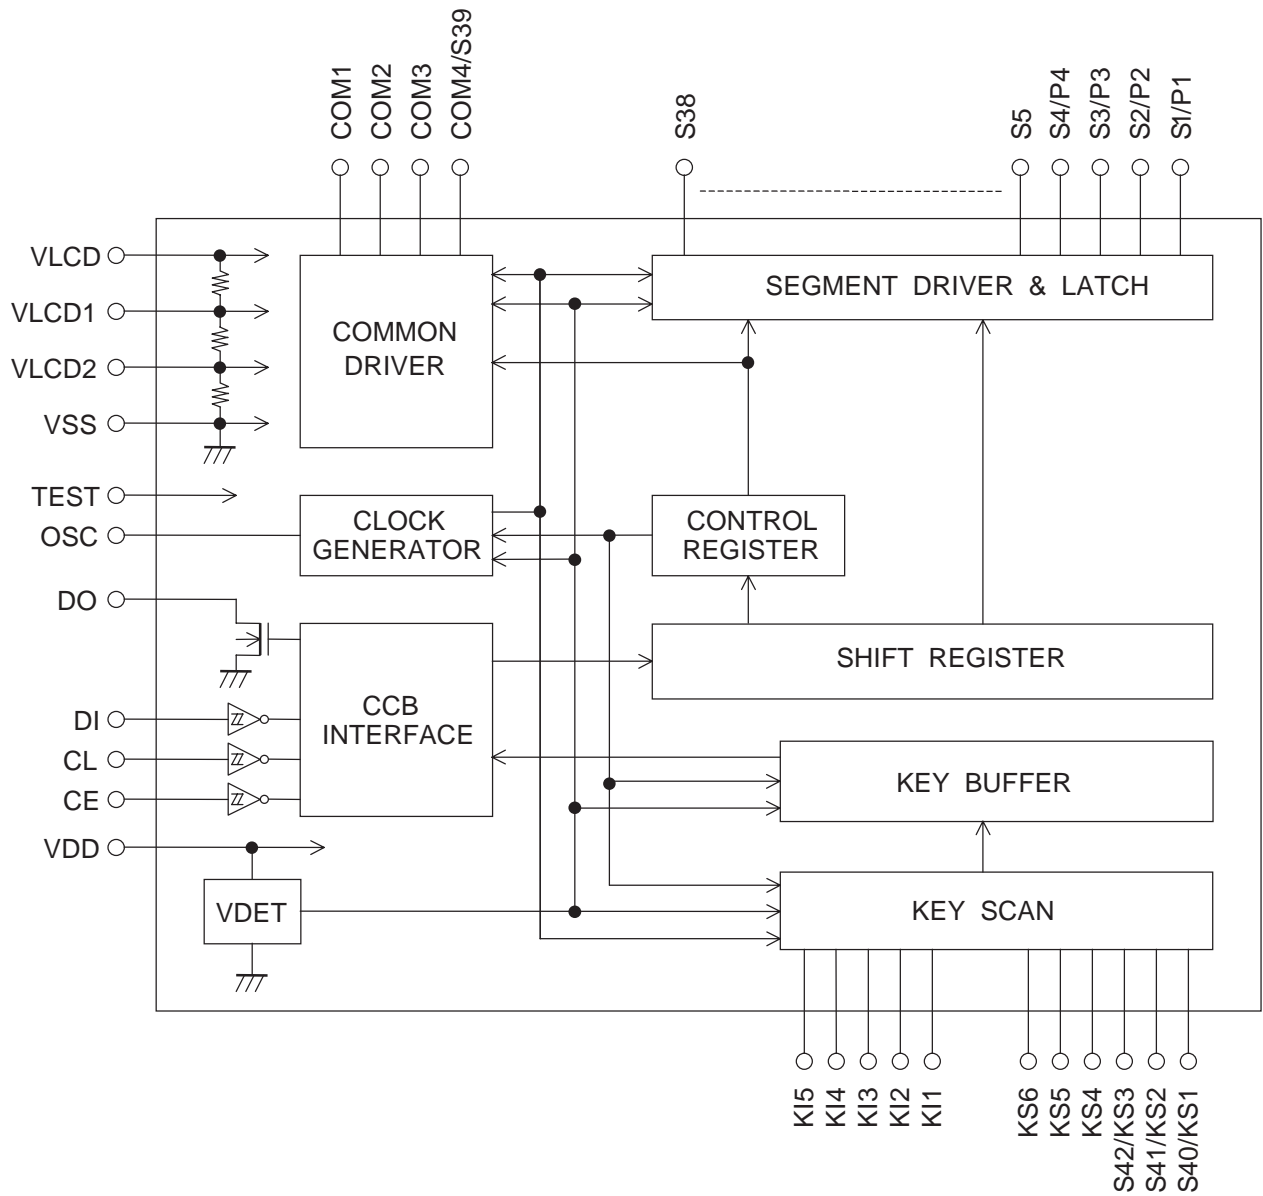 COM1
COM2
COM3
COM4/S39
S38
S5
S4/P4
S3/P3
S2/P2
S1/P1
VLCD
VLCD1
VLCD2
VSS
TEST
OSC
DO
DI
CL
CE
VDD
COMMON
DRIVER
SEGMENT DRIVER & LATCH
CLOCK
GENERATOR
CONTROL
REGISTER
CCB
INTERFACE
SHIFT REGISTER
KEY BUFFER
VDET
KEY SCAN
KI5
KI4
KI3
KI2
KI1
KS6
KS5
KS4
S42/KS3
S41/KS2
S40/KS1